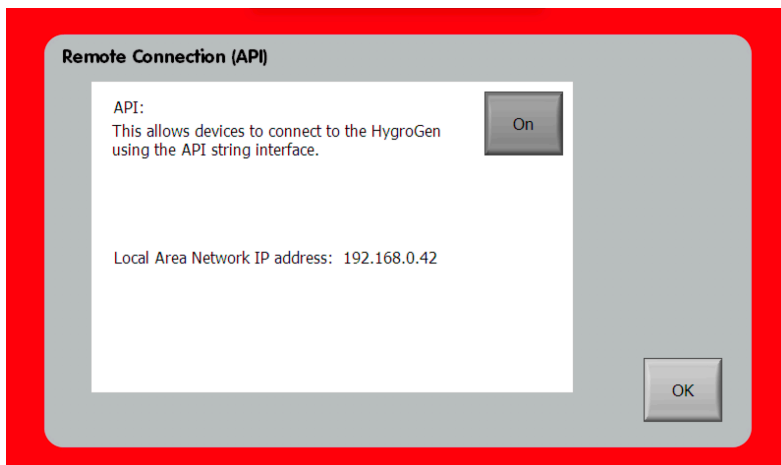 Remote Connection (API)
API:
This allows devices to connect to the HygroGen
using the API string interface.
On
Local Area Network IP address: 192.168.0.42
OK